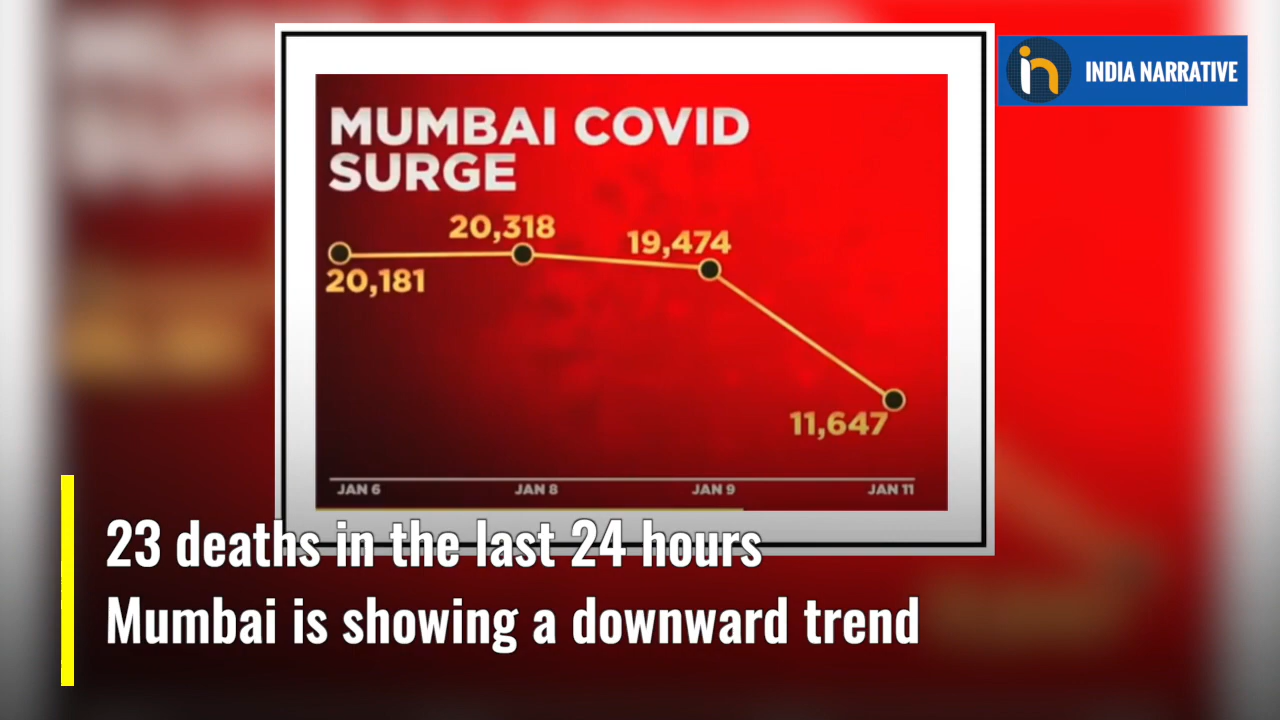 INDIA NARRATIVE
MUMBAI COVID
SURGE
20,181
20,318
19,474
11,647
JAN 6
JAN 8
JAN 9
JAN 11
23 deaths in the last 24 hours
Mumbai is showing a downward trend